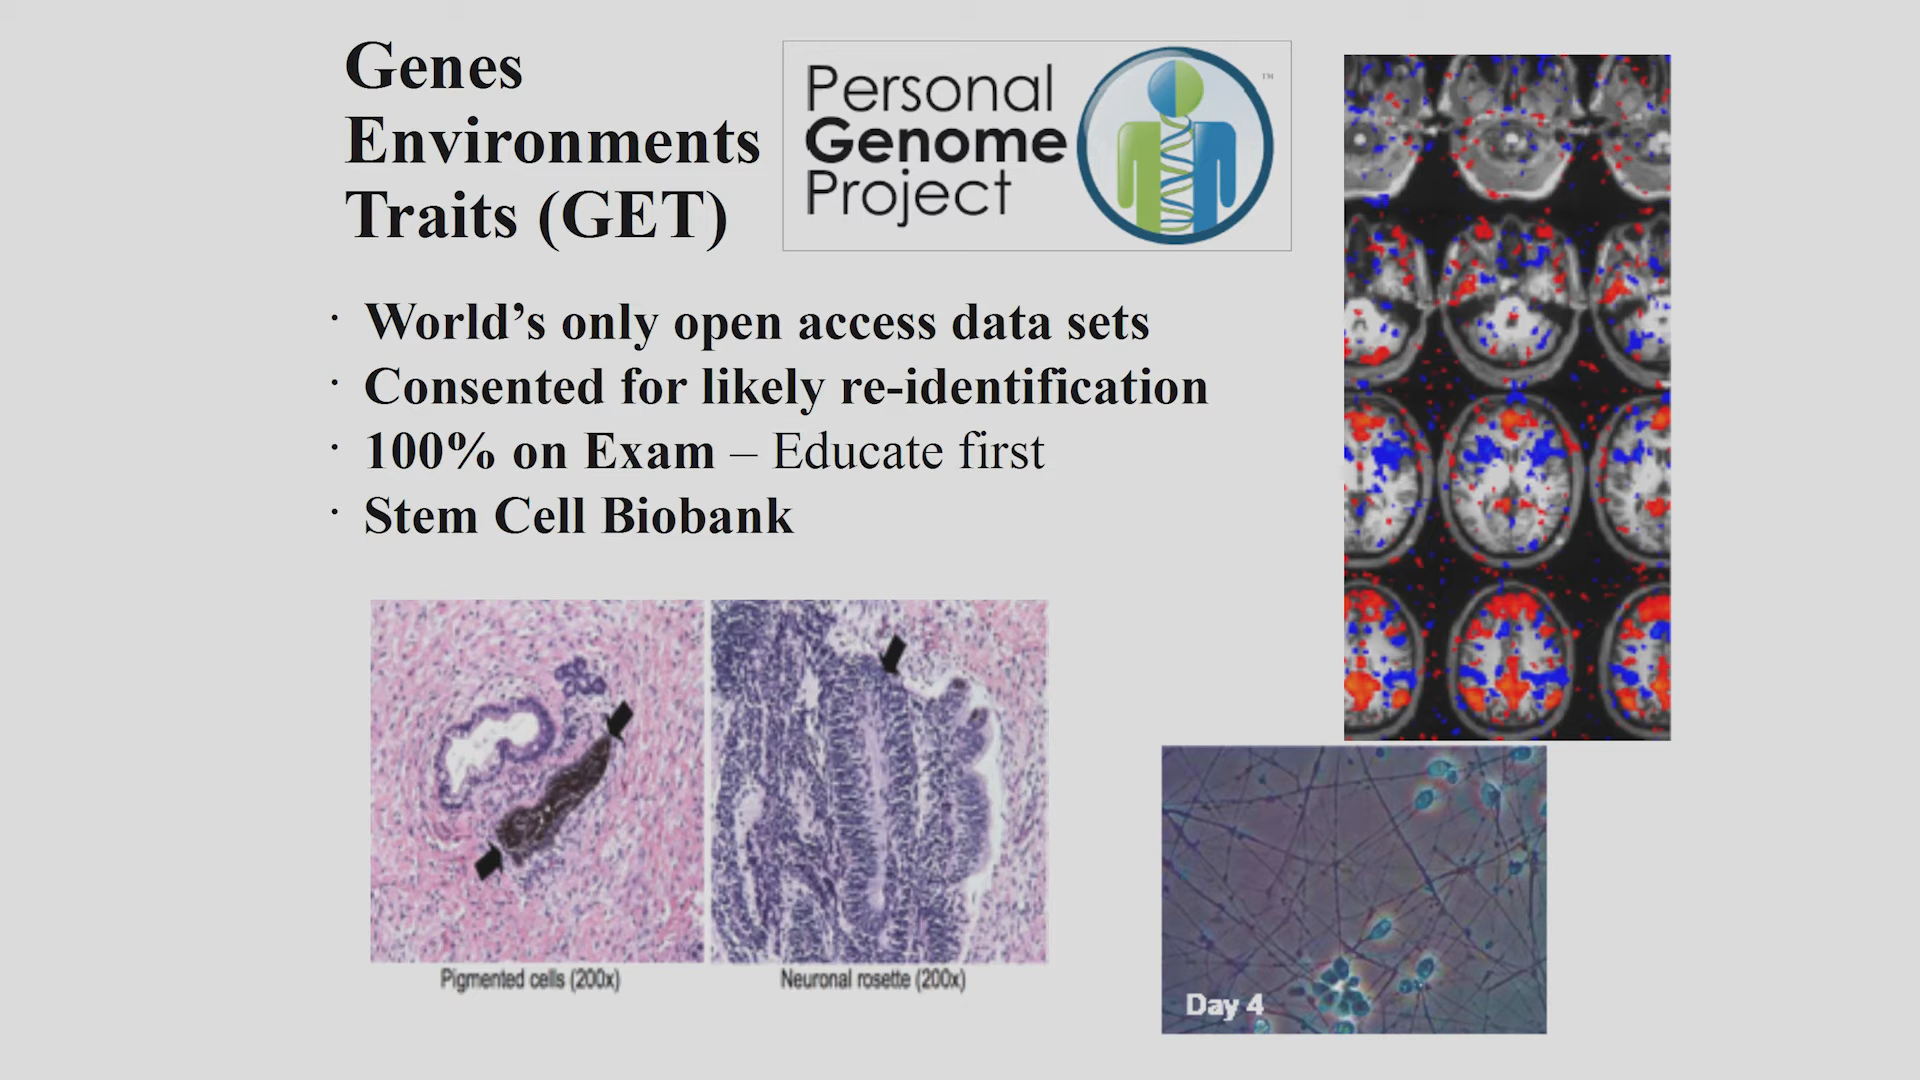 Genes
Environments
Traits (GET)
Personal
Genome
Project
TM
· World’s only open access data sets
· Consented for likely re-identification
· 100% on Exam – Educate first
· Stem Cell Biobank
Pigmented cells (200x)
Neuronal rosette (200x)
Day 4